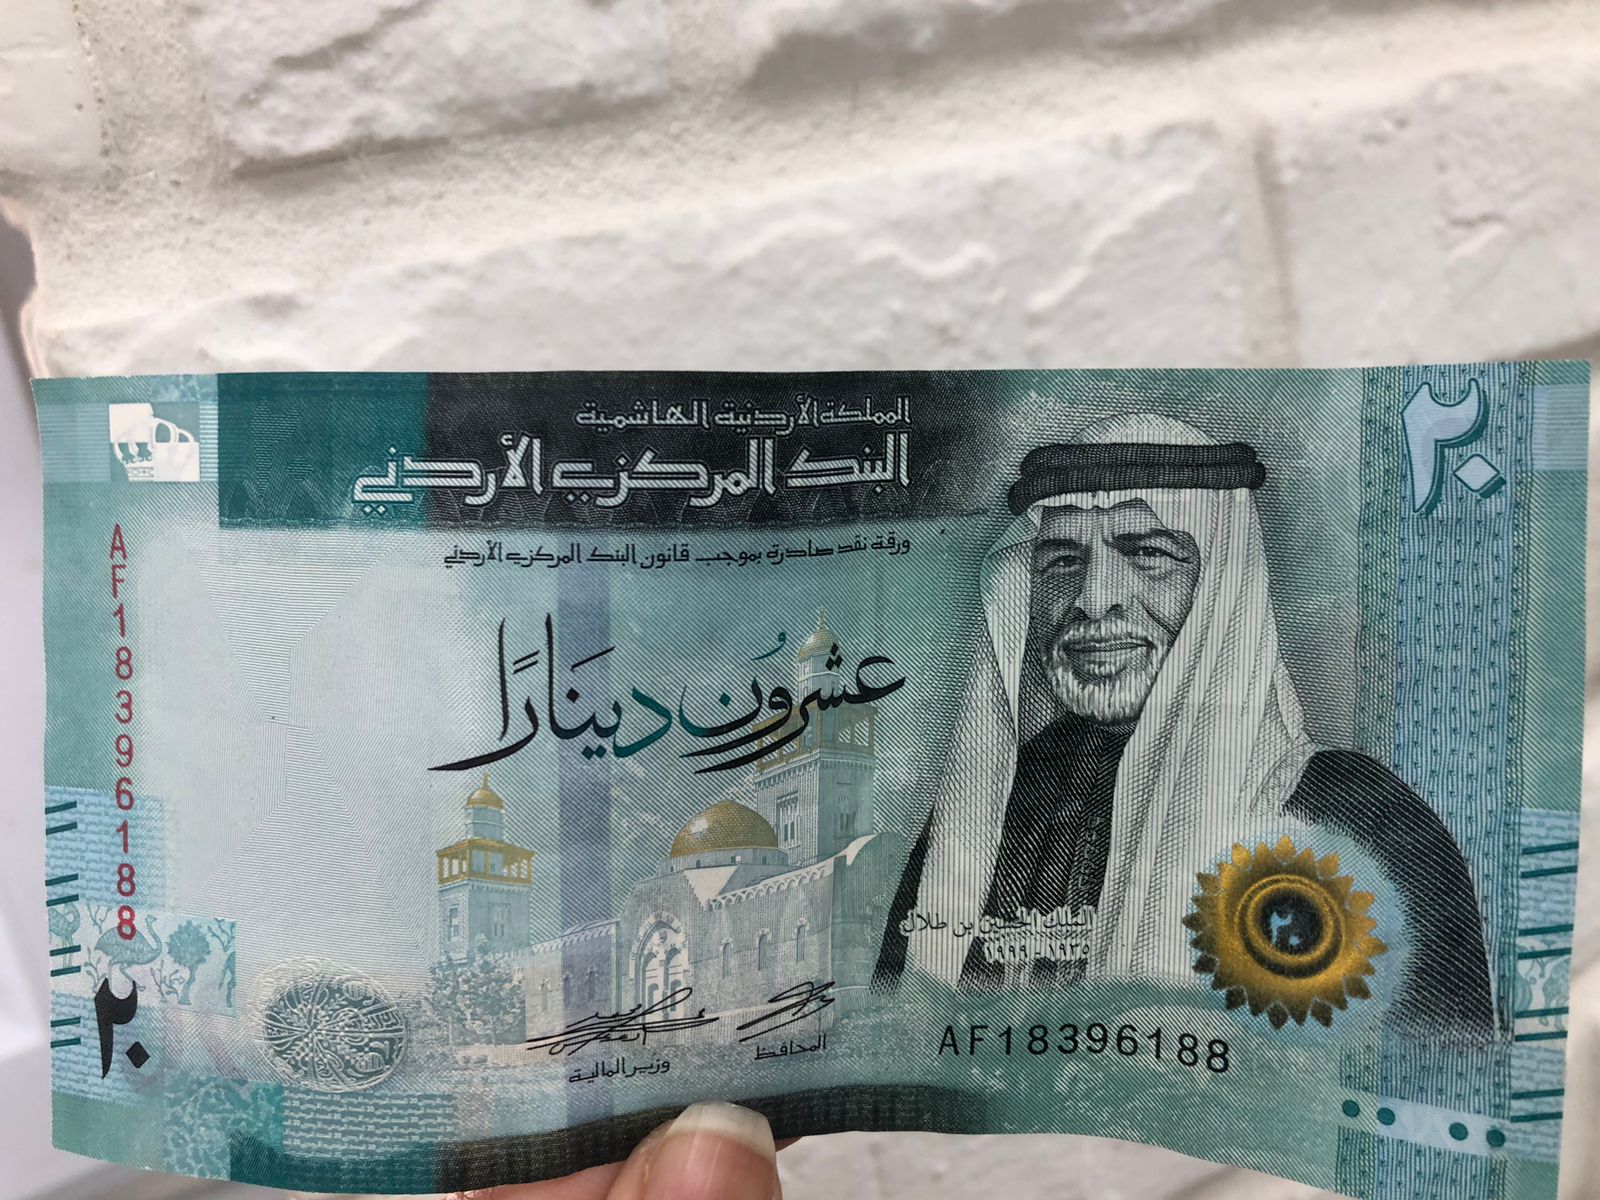 المملكة الأردنية الهاشمية
البنك المركزي الأردني
ورقة نقد صادرة بموجب قانون البنك المركزي الأردني
عشرون دينارًا
٢٠
AF18396188
الملك الحسين بن طلال
١٩٣٥-١٩٩٩
٢٠
المحافظ
وزير المالية
AF18396188
٢٠